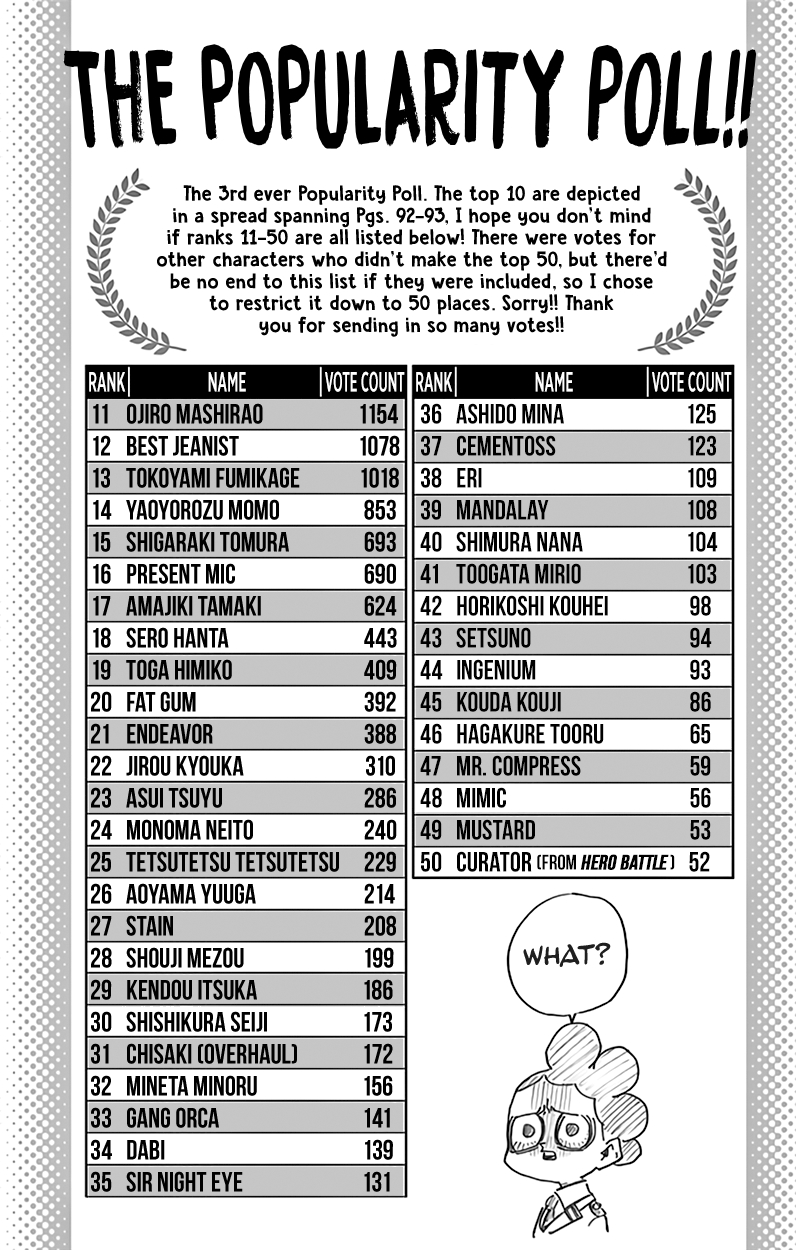 THE POPULARITY POLL!!
The 3rd ever Popularity Poll. The top 10 are depicted
in a spread spanning Pgs. 92-93, I hope you don't mind
if ranks 11-50 are all listed below! There were votes for
other characters who didn't make the top 50, but there'd
be no end to this list if they were included, so I chose
to restrict it down to 50 places. Sorry!! Thank
you for sending in so many votes!!
RANK NAME VOTE COUNT
11 OJIRO MASHIRAO 1154
12 BEST JEANIST 1078
13 TOKOYAMI FUMIKAGE 1018
14 YAOYOROZU MOMO 853
15 SHIGARAKI TOMURA 693
16 PRESENT MIC 690
17 AMAJIKI TAMAKI 624
18 SERO HANTA 443
19 TOGA HIMIKO 409
20 FAT GUM 392
21 ENDEAVOR 388
22 JIROU KYOUKA 310
23 ASUI TSUYU 286
24 MONOMA NEITO 240
25 TETSUTETSU TETSUTETSU 229
26 AOYAMA YUUGA 214
27 STAIN 208
28 SHOUJI MEZOU 199
29 KENDOU ITSUKA 186
30 SHISHIKURA SEIJI 173
31 CHISAKI (OVERHAUL) 172
32 MINETA MINORU 156
33 GANG ORCA 141
34 DABI 139
35 SIR NIGHT EYE 131
RANK NAME VOTE COUNT
36 ASHIDO MINA 125
37 CEMENTOSS 123
38 ERI 109
39 MANDALAY 108
40 SHIMURA NANA 104
41 TOOGATA MIRIO 103
42 HORIKOSHI KOUHEI 98
43 SETSUNO 94
44 INGENIUM 93
45 KOUDA KOUJI 86
46 HAGAKURE TOORU 65
47 MR. COMPRESS 59
48 MIMIC 56
49 MUSTARD 53
50 CURATOR (FROM HERO BATTLE) 52
WHAT?